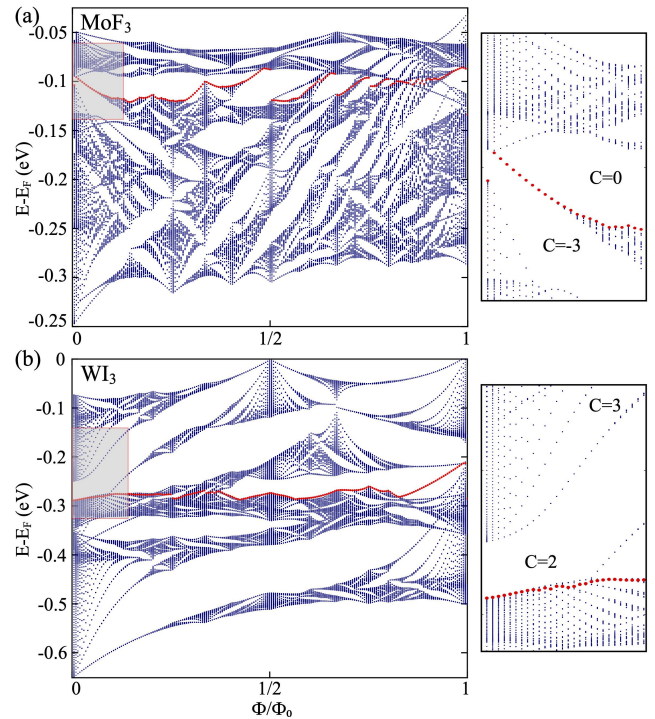 (a) MoF₃
-0.05
-0.1
-0.15
-0.2
-0.25
-0.3
-0.25
E-E_F (eV)
0 1/2 1
C=0
C=-3
(b) WI₃
0
-0.1
-0.2
-0.3
-0.4
-0.5
-0.6
E-E_F (eV)
0 1/2 1
Φ/Φ₀
C=3
C=2